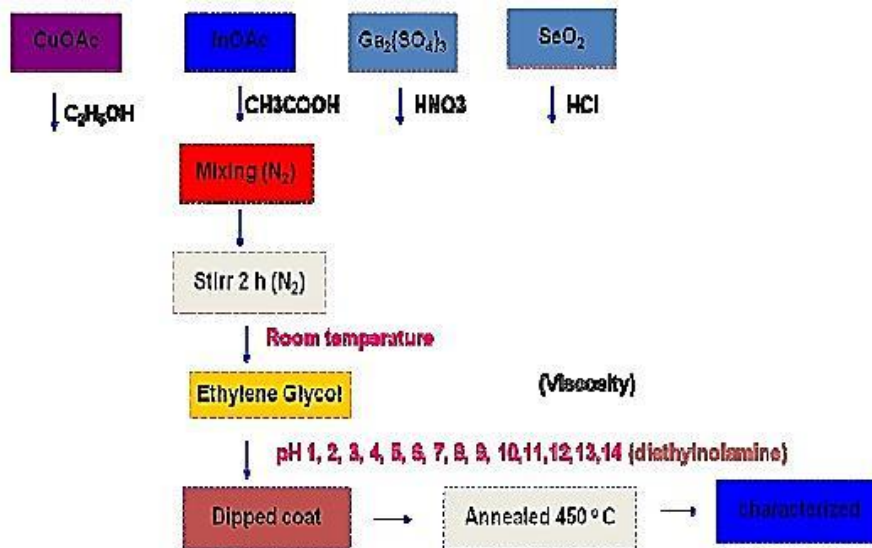 CuOAc InOAc Ga₂(SO₄)₃ SeO₂
C₂H₅OH CH3COOH HNO3 HCl
Mixing (N₂)
Stirr 2 h (N₂)
Room temperature
Ethylene Glycol (Viscosity)
pH 1, 2, 3, 4, 5, 6, 7, 8, 9, 10,11,12,13,14 (diethylnolamine)
Dipped coat Annealed 450 º C characterized